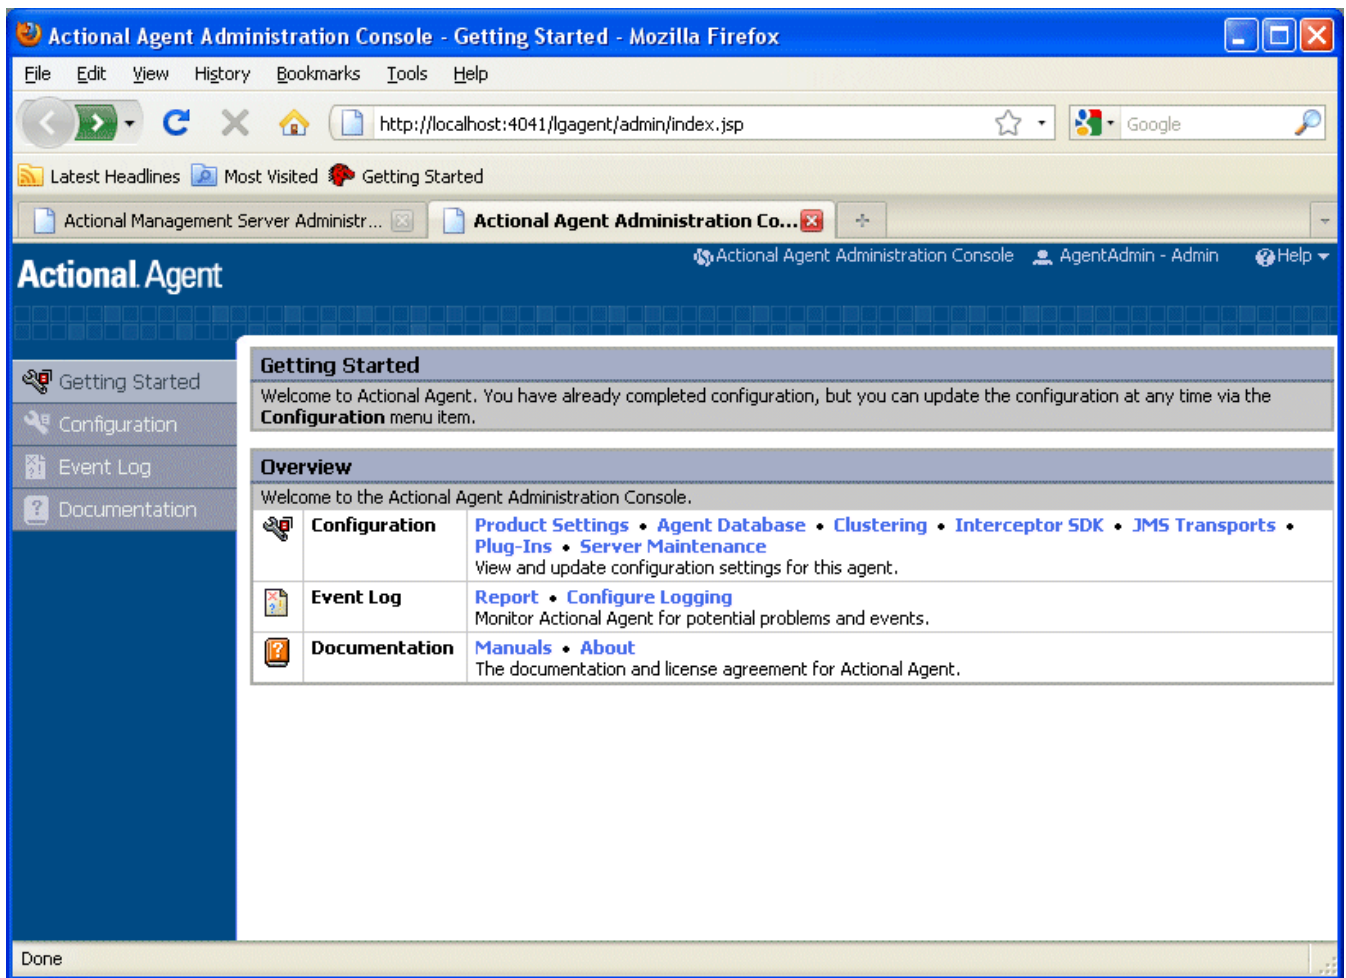 Actional Agent Administration Console - Getting Started - Mozilla Firefox
File Edit View History Bookmarks Tools Help
http://localhost:4041/lgagent/admin/index.jsp
Google
Latest Headlines Most Visited Getting Started
Actional Management Server Administr... Actional Agent Administration Co...
Actional Agent Administration Console AgentAdmin - Admin Help
Actional Agent
Getting Started
Configuration
Event Log
Documentation
Getting Started
Welcome to Actional Agent. You have already completed configuration, but you can update the configuration at any time via the
Configuration menu item.
Overview
Welcome to the Actional Agent Administration Console.
Configuration
Product Settings • Agent Database • Clustering • Interceptor SDK • JMS Transports •
Plug-Ins • Server Maintenance
View and update configuration settings for this agent.
Event Log
Report • Configure Logging
Monitor Actional Agent for potential problems and events.
Documentation
Manuals • About
The documentation and license agreement for Actional Agent.
Done